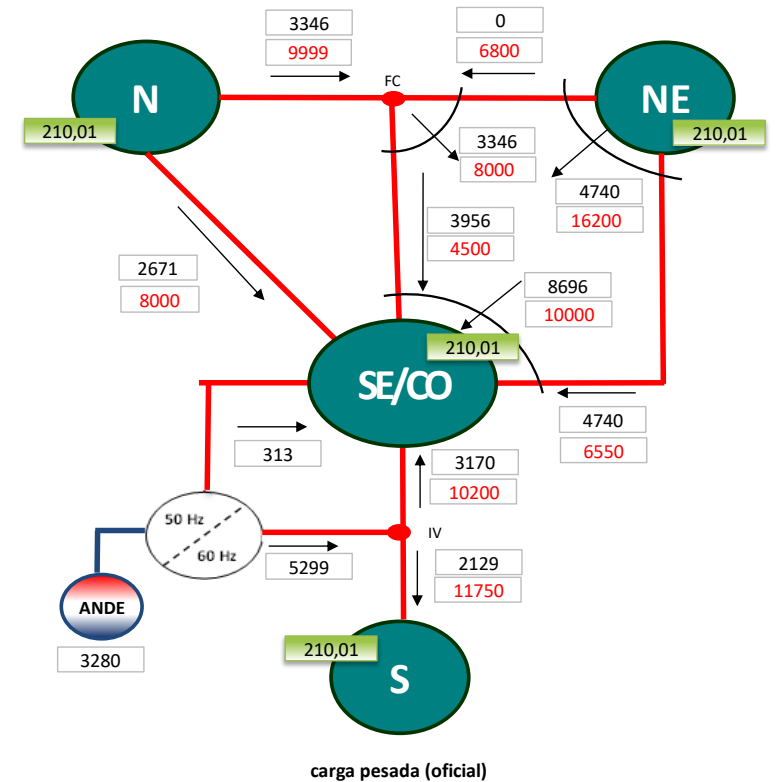 3346
9999
0
6800
FC
N
210,01
NE
210,01
3346
8000
4740
16200
3956
4500
2671
8000
8696
10000
210,01
SE/CO
4740
6550
313
3170
10200
50 Hz
60 Hz
IV
5299
2129
11750
ANDE
3280
210,01
S
carga pesada (oficial)